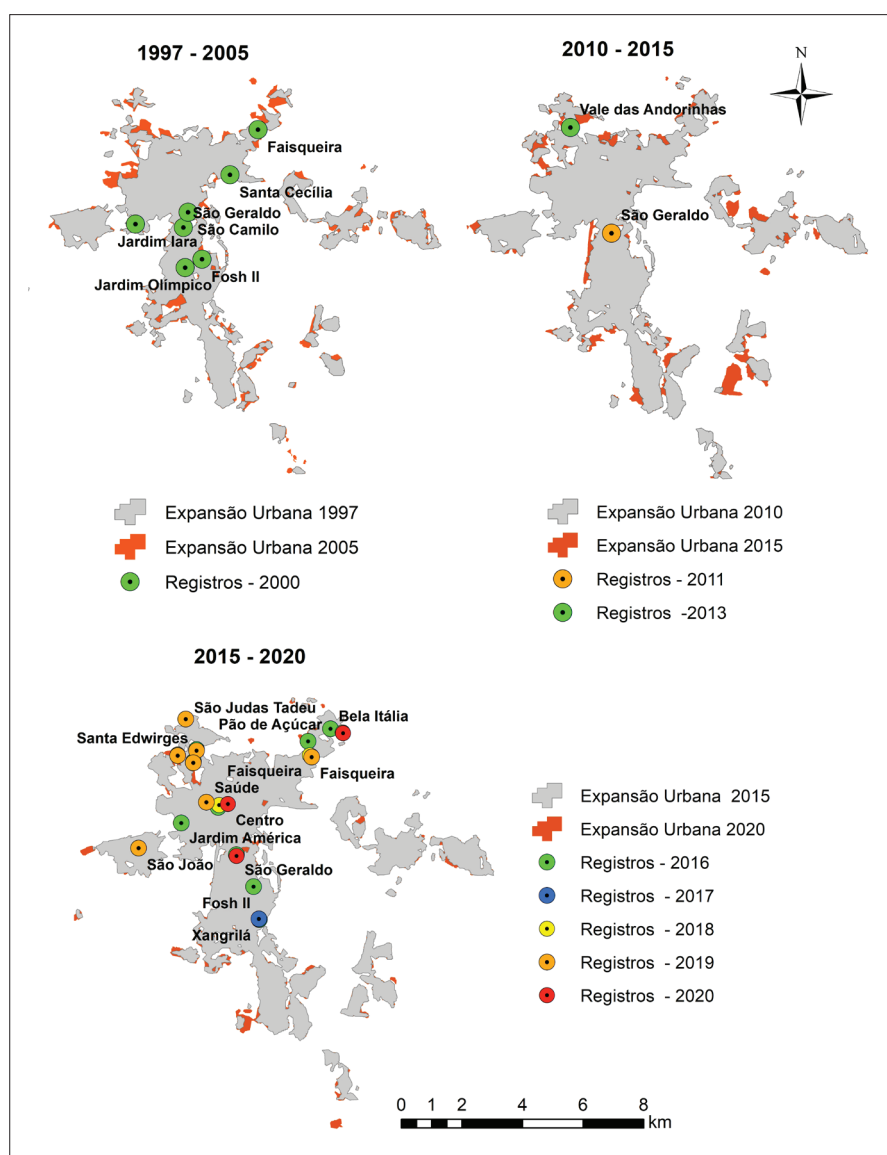 1997 - 2005
Faisqueira
Santa Cecília
São Geraldo
São Camilo
Jardim Iara
Fosh II
Jardim Olímpico
Expansão Urbana 1997
Expansão Urbana 2005
Registros - 2000
2010 - 2015
N
Vale das Andorinhas
São Geraldo
Expansão Urbana 2010
Expansão Urbana 2015
Registros - 2011
Registros -2013
2015 - 2020
São Judas Tadeu
Pão de Açúcar
Bela Itália
Santa Edwirges
Faisqueira
Faisqueira
Saúde
Centro
Jardim América
São João
São Geraldo
Fosh II
Xangrilá
Expansão Urbana 2015
Expansão Urbana 2020
Registros - 2016
Registros - 2017
Registros - 2018
Registros - 2019
Registros - 2020
0 1 2 4 6 8
km